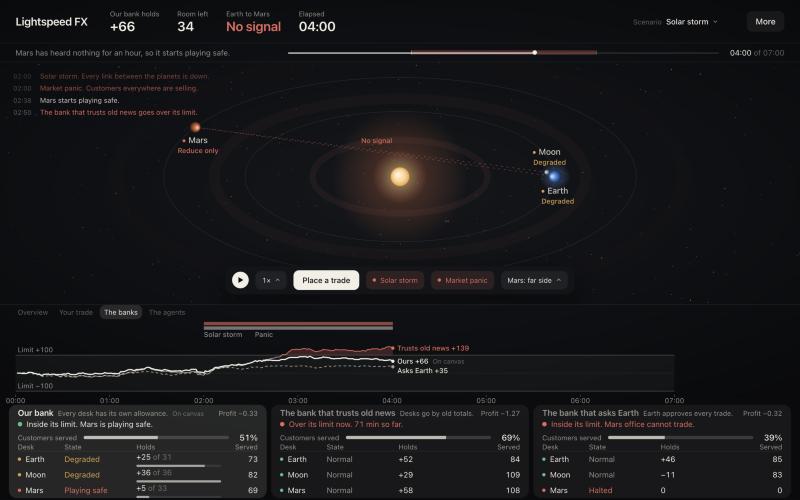 Lightspeed FX
Our bank holds
+66
Room left
34
Earth to Mars
No signal
Elapsed
04:00
Scenario Solar storm
More
Mars has heard nothing for an hour, so it starts playing safe.
04:00 of 07:00
02:00 Solar storm. Every link between the planets is down.
02:00 Market panic. Customers everywhere are selling.
02:38 Mars starts playing safe.
02:50 The bank that trusts old news goes over its limit.
Mars
Reduce only
No signal
Moon
Degraded
Earth
Degraded
1×
Place a trade
Solar storm
Market panic
Mars: far side
Overview Your trade The banks The agents
Solar storm Panic
Limit +100
Trusts old news +139
Ours +66 On canvas
Asks Earth +35
Limit −100
00:00 01:00 02:00 03:00 04:00 05:00 06:00 07:00
Our bank Every desk has its own allowance. On canvas Profit −0.33
Inside its limit. Mars is playing safe.
Customers served 51%
Desk State Holds Served
Earth Degraded +25 of 31 73
Moon Degraded +36 of 36 82
Mars Playing safe +5 of 33 69
The bank that trusts old news Desks go by old totals. Profit −1.27
Over its limit now. 71 min so far.
Customers served 69%
Desk State Holds Served
Earth Normal +52 84
Moon Normal +29 109
Mars Normal +58 108
The bank that asks Earth Earth approves every trade. Profit −0.32
Inside its limit. Mars office cannot trade.
Customers served 39%
Desk State Holds Served
Earth Normal +46 85
Moon Normal −11 83
Mars Halted 0 0